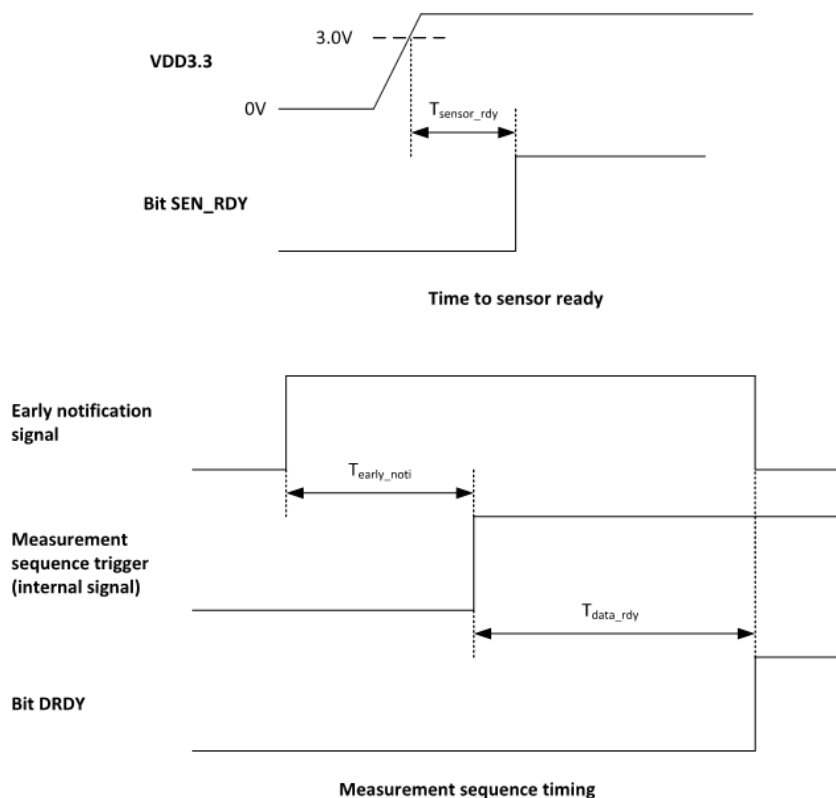 3.0V
VDD3.3
0V
Tsensor_rdy
Bit SEN_RDY
Time to sensor ready
Early notification
signal
Tearly_noti
Measurement
sequence trigger
(internal signal)
Tdata_rdy
Bit DRDY
Measurement sequence timing